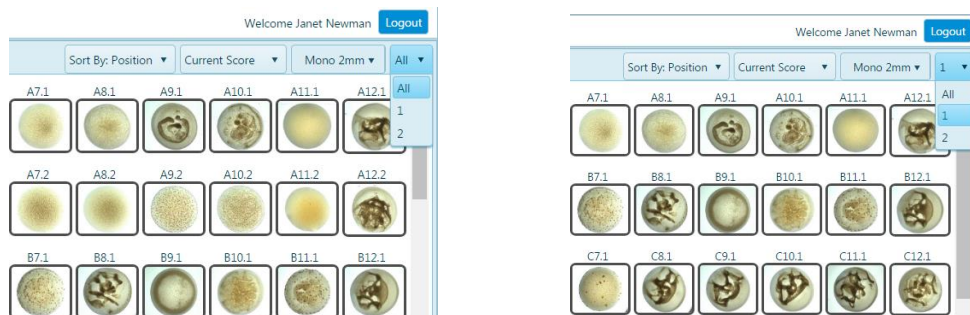 Welcome Janet Newman Logout
Sort By: Position ▼ Current Score ▼ Mono 2mm ▾ All ▼
All
1
2
A7.1 A8.1 A9.1 A10.1 A11.1 A12.1
A7.2 A8.2 A9.2 A10.2 A11.2 A12.2
B7.1 B8.1 B9.1 B10.1 B11.1 B12.1
Welcome Janet Newman Logout
Sort By: Position ▼ Current Score ▼ Mono 2mm ▾ 1 ▼
All
1
2
A7.1 A8.1 A9.1 A10.1 A11.1 A12.1
B7.1 B8.1 B9.1 B10.1 B11.1 B12.1
C7.1 C8.1 C9.1 C10.1 C11.1 C12.1